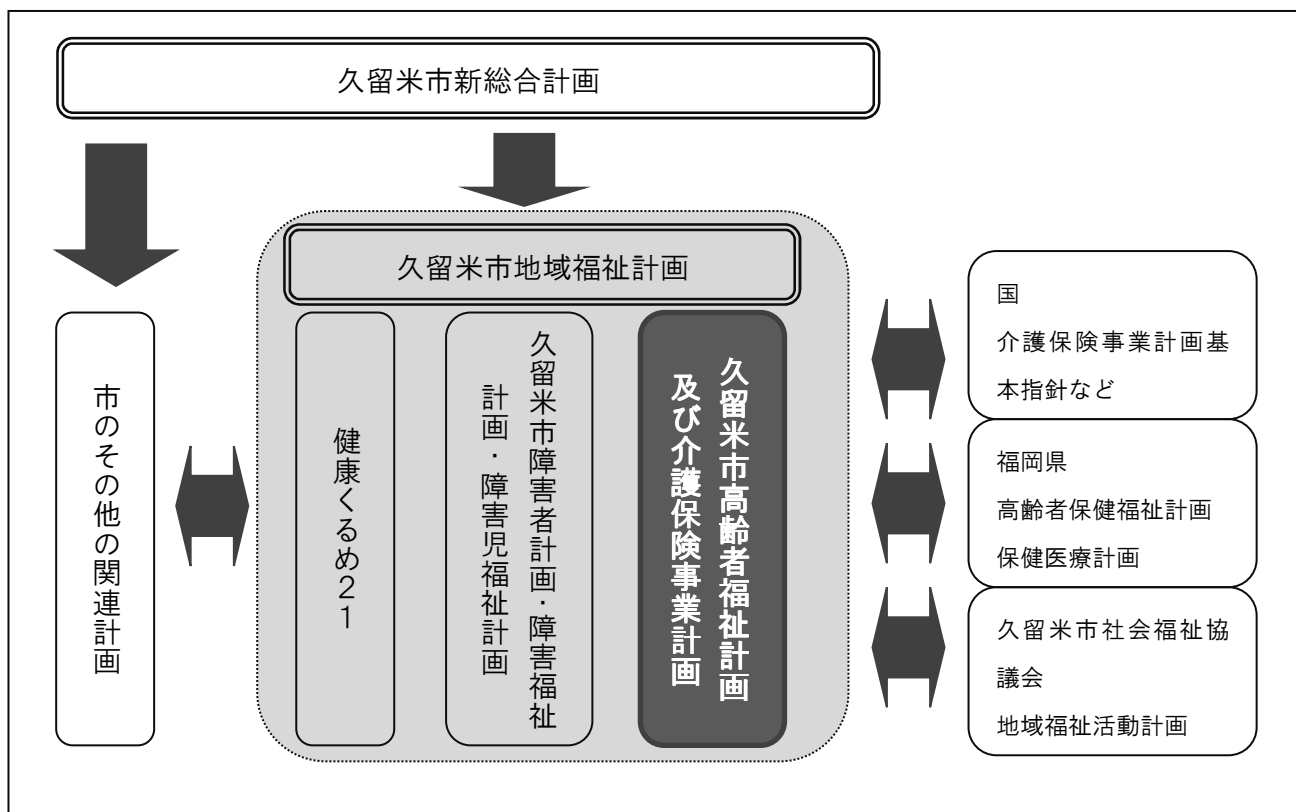 久留米市新総合計画
久留米市地域福祉計画
市のその他の関連計画
健康くるめ21
久留米市障害者計画・障害福祉
計画・障害児福祉計画
久留米市高齢者福祉計画
及び介護保険事業計画
国
介護保険事業計画基
本指針など
福岡県
高齢者保健福祉計画
保健医療計画
久留米市社会福祉協
議会
地域福祉活動計画